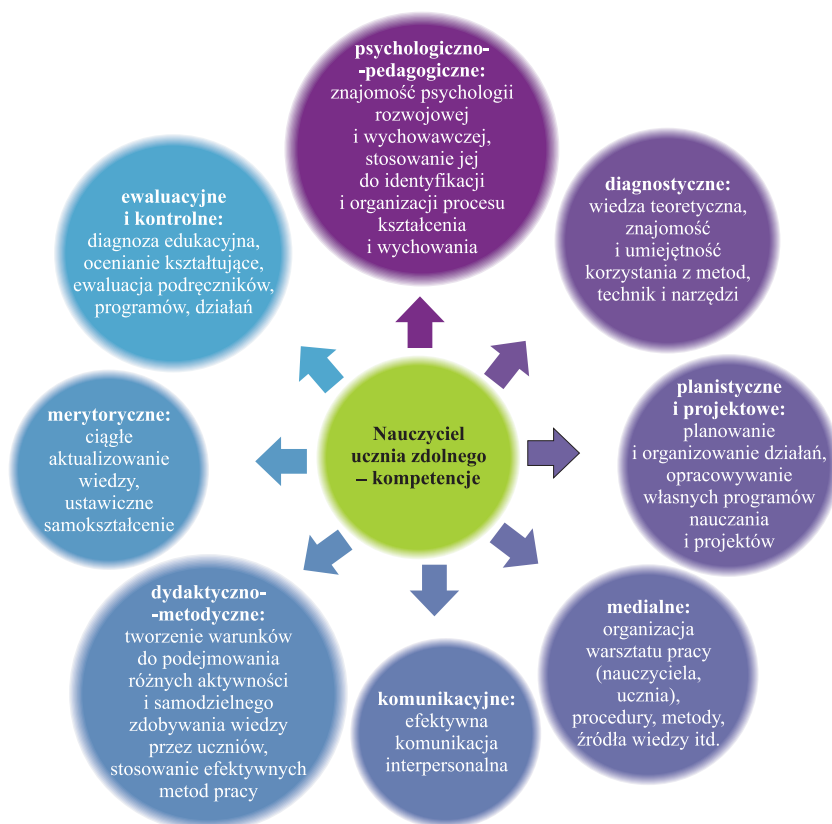 psychologiczno-
-pedagogiczne:
znajomość psychologii
rozwojowej
i wychowawczej,
stosowanie jej
do identyfikacji
i organizacji procesu
kształcenia
i wychowania
diagnostyczne:
wiedza teoretyczna,
znajomość
i umiejętność
korzystania z metod,
technik i narzędzi
planistyczne
i projektowe:
planowanie
i organizowanie działań,
opracowywanie
własnych programów
nauczania
i projektów
medialne:
organizacja
warsztatu pracy
(nauczyciela,
ucznia),
procedury, metody,
źródła wiedzy itd.
komunikacyjne:
efektywna
komunikacja
interpersonalna
dydaktyczno-
-metodyczne:
tworzenie warunków
do podejmowania
różnych aktywności
i samodzielnego
zdobywania wiedzy
przez uczniów,
stosowanie efektywnych
metod pracy
merytoryczne:
ciągłe
aktualizowanie
wiedzy,
ustawiczne
samokształcenie
ewaluacyjne
i kontrolne:
diagnoza edukacyjna,
ocenianie kształtujące,
ewaluacja podręczników,
programów, działań
Nauczyciel
ucznia zdolnego
– kompetencje